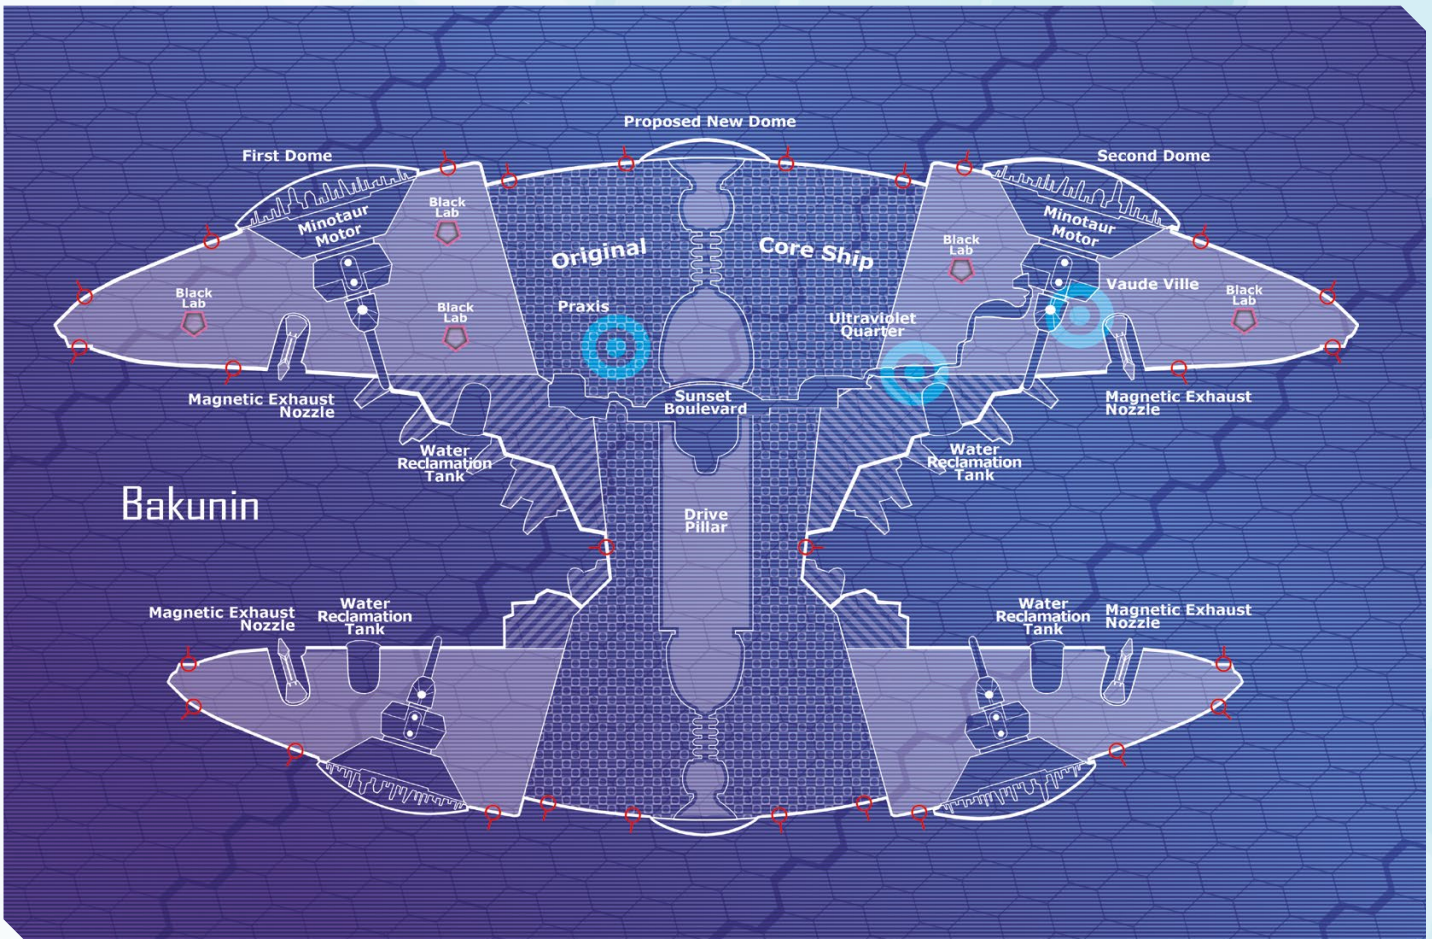 Proposed New Dome
First Dome
Second Dome
Minotaur
Motor
Black
Lab
Original
Core Ship
Minotaur
Motor
Black
Lab
Black
Lab
Black
Lab
Praxis
Ultraviolet
Quarter
Vaude Ville
Black
Lab
Black
Lab
Magnetic Exhaust
Nozzle
Sunset
Boulevard
Magnetic Exhaust
Nozzle
Water
Reclamation
Tank
Water
Reclamation
Tank
Bakunin
Drive
Pillar
Magnetic Exhaust
Nozzle
Water
Reclamation
Tank
Water
Reclamation
Tank
Magnetic Exhaust
Nozzle